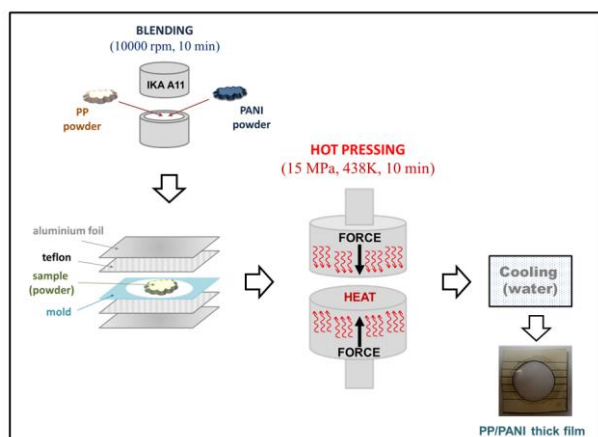 BLENDING
(10000 rpm, 10 min)
IKA A11
PP
powder
PANI
powder
HOT PRESSING
(15 MPa, 438K, 10 min)
aluminium foil
teflon
sample
(powder)
mold
FORCE
HEAT
FORCE
Cooling
(water)
PP/PANI thick film